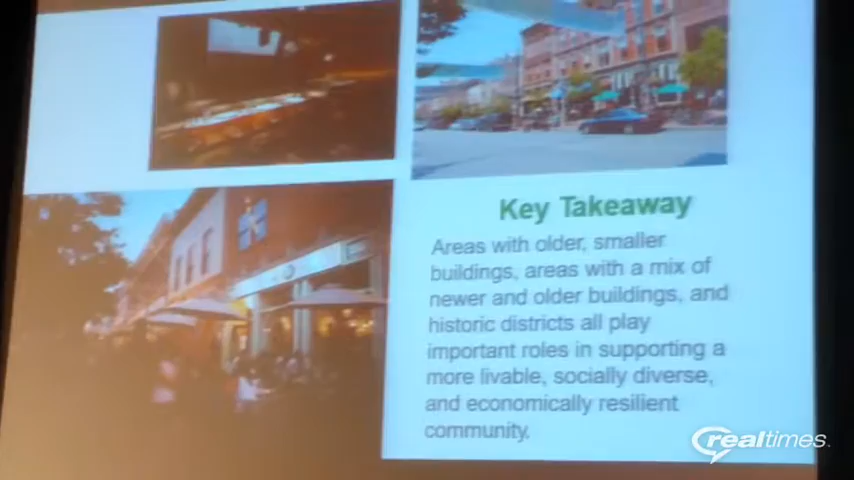 Key Takeaway
Areas with older, smaller
buildings, areas with a mix of
newer and older buildings, and
historic districts all play
important roles in supporting a
more livable, socially diverse,
and economically resilient
community.
realtimes